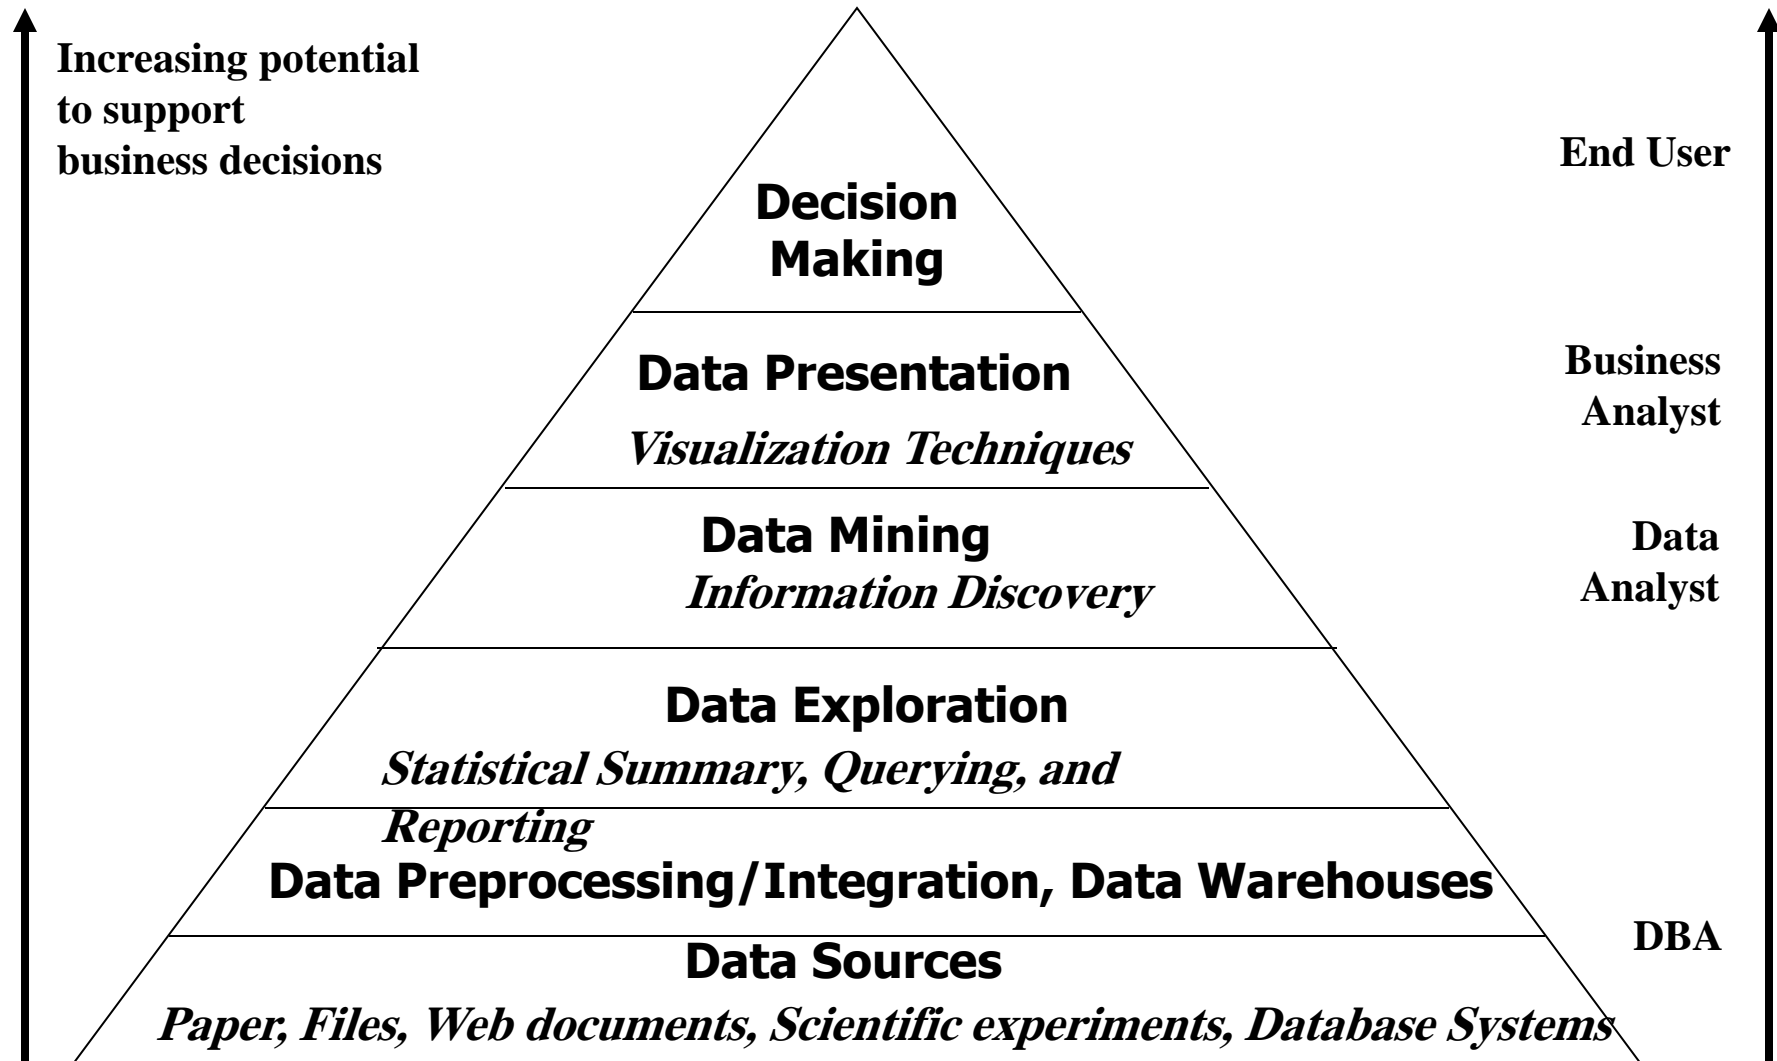 Increasing potential
to support
business decisions
End User
Decision
Making
Data Presentation
Visualization Techniques
Business
Analyst
Data Mining
Information Discovery
Data
Analyst
Data Exploration
Statistical Summary, Querying, and
Reporting
Data Preprocessing/Integration, Data Warehouses
DBA
Data Sources
Paper, Files, Web documents, Scientific experiments, Database Systems